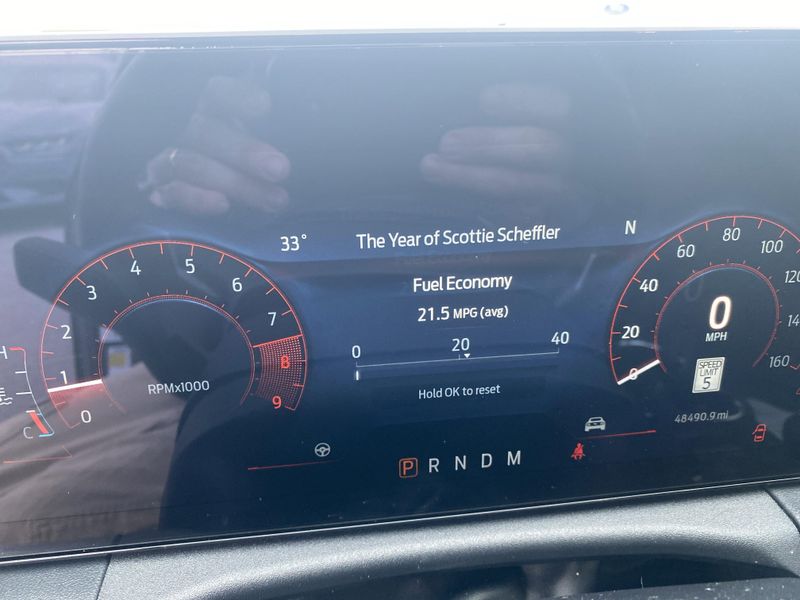 33° The Year of Scottie Scheffler N
Fuel Economy
21.5 MPG (avg)
0 20 40
Hold OK to reset
0 1 2 3 4 5 6 7 8 9
RPMx1000
H
C
0 20 40 60 80 100 120 14 160
0
MPH
SPEED
LIMIT
5
48490.9 mi
P R N D M